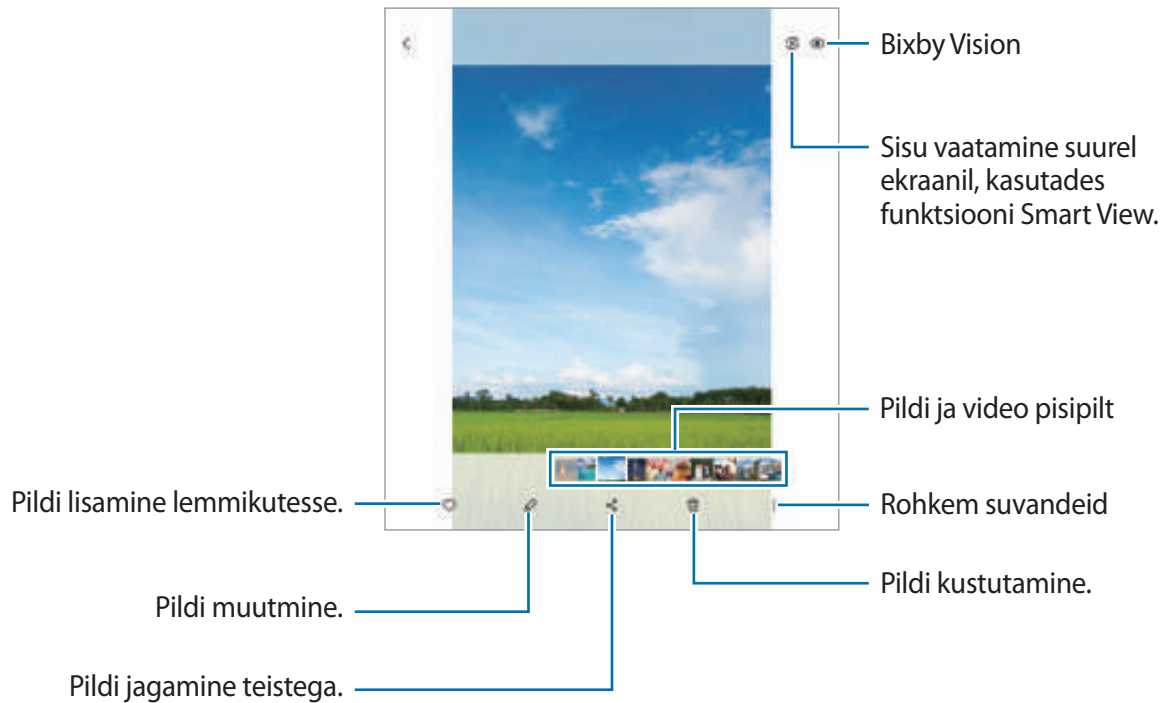 Bixby Vision
Sisu vaatamine suurel
ekraanil, kasutades
funktsiooni Smart View.
Pildi ja video pisipilt
Pildi lisamine lemmikutesse.
Rohkem suvandeid
Pildi kustutamine.
Pildi muutmine.
Pildi jagamine teistega.